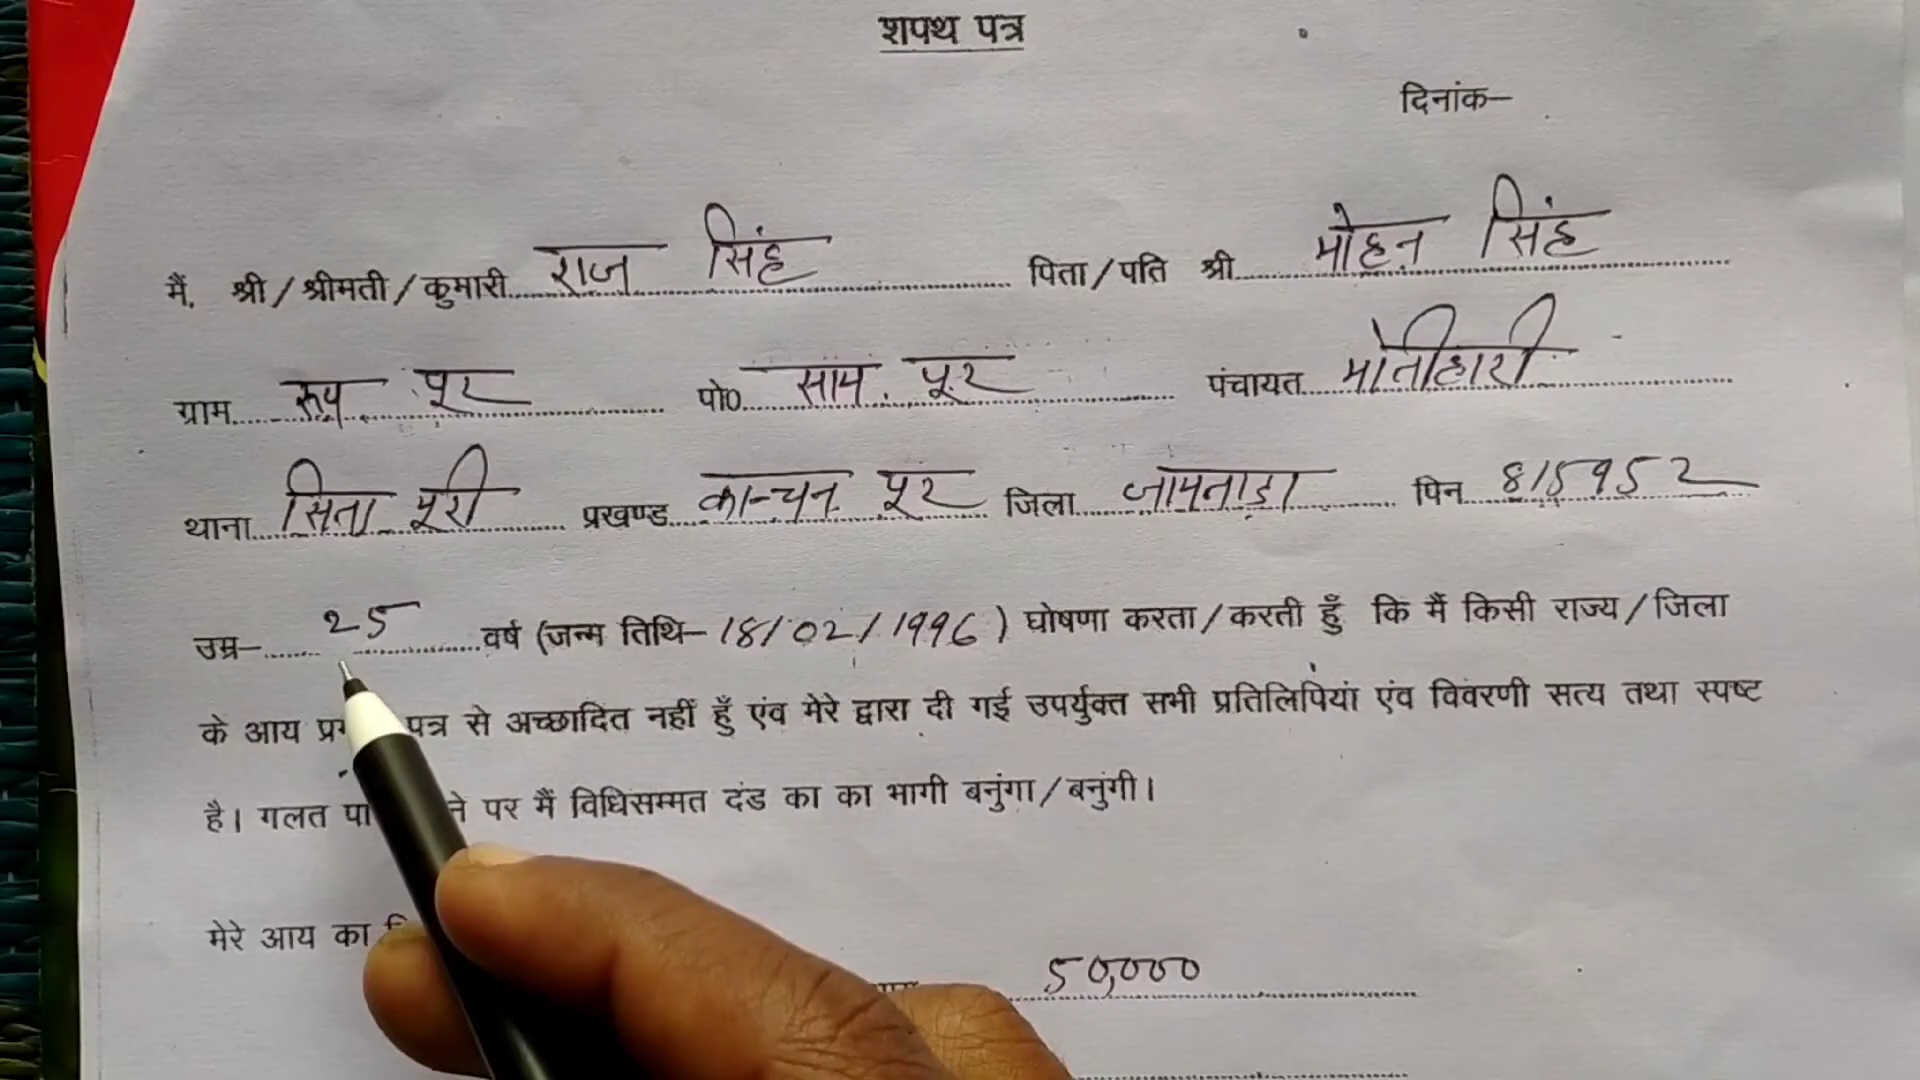 शपथ पत्र
दिनांक–
मैं. श्री/श्रीमती/कुमारी राज सिंह पिता/पति श्री मोहन सिंह
ग्राम रूप पूर पो० साम. पूर पंचायत मोतीहारी
थाना सिता पूरी प्रखण्ड कान्चन पूर जिला जामताड़ा पिन 815952
उम्र– 25 वर्ष (जन्म तिथि– 18/02/1996) घोषणा करता/करती हुँ कि मैं किसी राज्य/जिला
के आय पत्र से अच्छादित नहीं हुँ एंव मेरे द्वारा दी गई उपर्युक्त सभी प्रतिलिपियां एंव विवरणी सत्य तथा स्पष्ट
है। गलत पर मैं विधिसम्मत दंड का का भागी बनुंगा/बनुंगी।
मेरे आय का
50,000